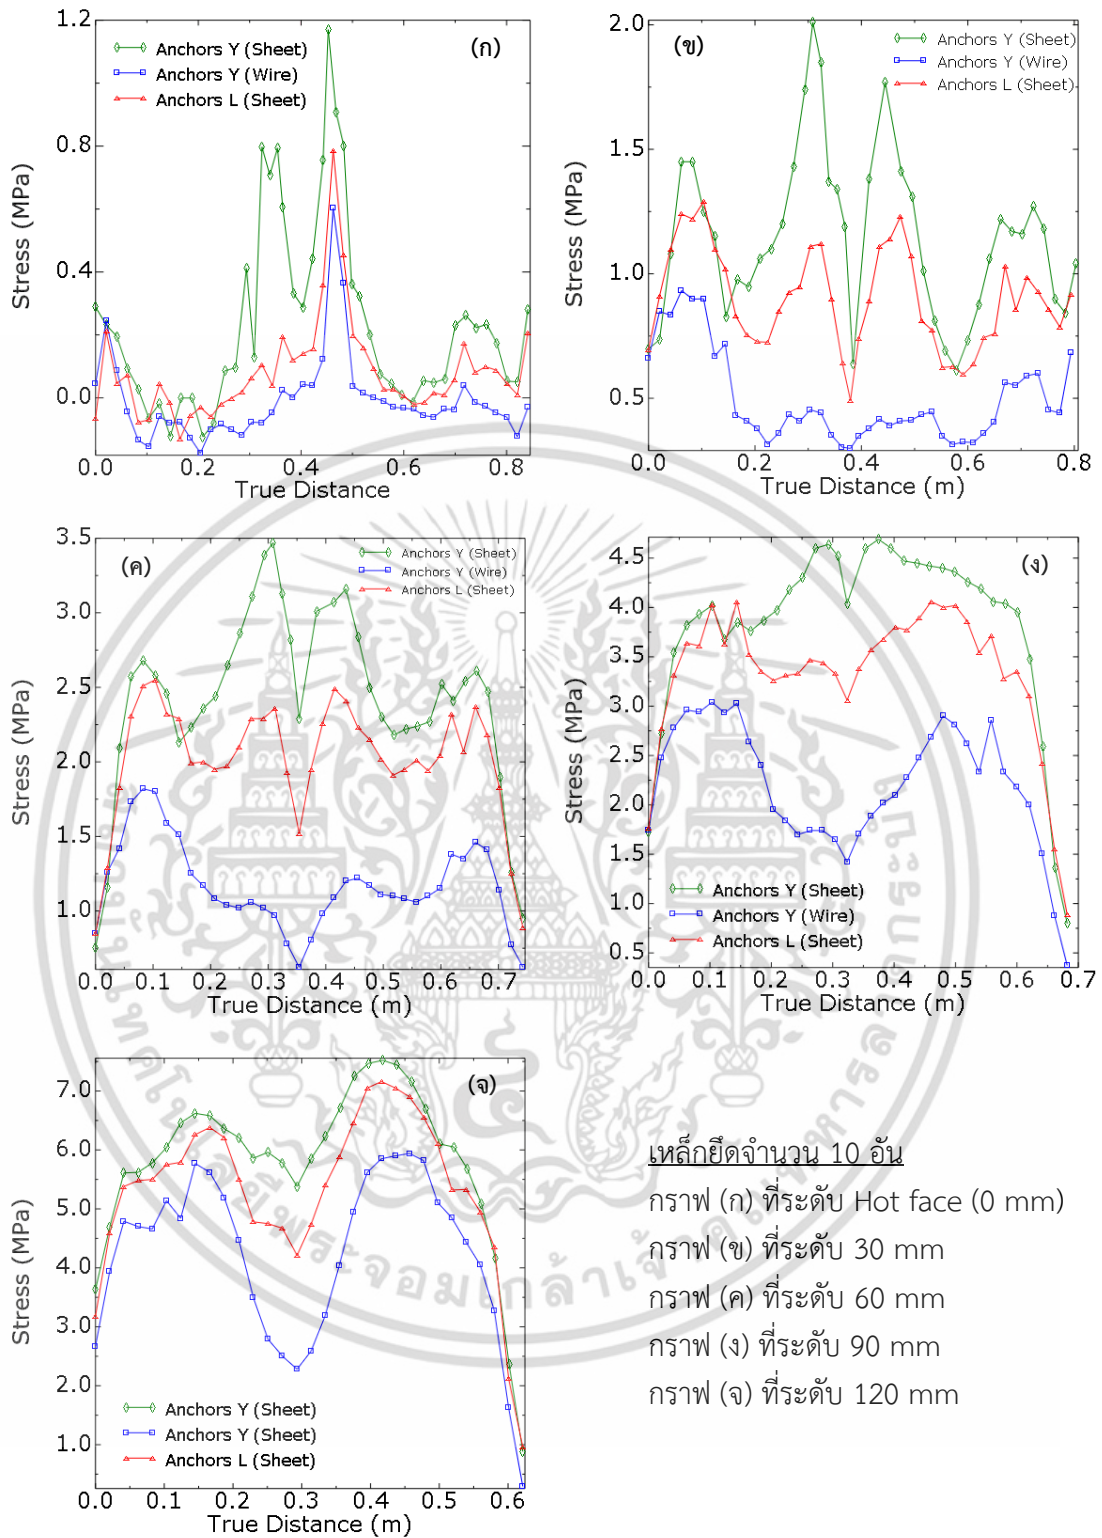 1.2
0.8
0.4
0.0
Stress (MPa)
Anchors Y (Sheet)
Anchors Y (Wire)
Anchors L (Sheet)
(ก)
0.0 0.2 0.4 0.6 0.8
True Distance
2.0
1.5
1.0
0.5
Stress (MPa)
(ข)
Anchors Y (Sheet)
Anchors Y (Wire)
Anchors L (Sheet)
0.0 0.2 0.4 0.6 0.8
True Distance (m)
3.5
3.0
2.5
2.0
1.5
1.0
Stress (MPa)
(ค)
Anchors Y (Sheet)
Anchors Y (Wire)
Anchors L (Sheet)
0.0 0.1 0.2 0.3 0.4 0.5 0.6 0.7
True Distance (m)
4.5
4.0
3.5
3.0
2.5
2.0
1.5
1.0
0.5
Stress (MPa)
(ง)
Anchors Y (Sheet)
Anchors Y (Wire)
Anchors L (Sheet)
0.0 0.1 0.2 0.3 0.4 0.5 0.6 0.7
True Distance (m)
7.0
6.0
5.0
4.0
3.0
2.0
1.0
Stress (MPa)
(จ)
Anchors Y (Sheet)
Anchors Y (Sheet)
Anchors L (Sheet)
0.0 0.1 0.2 0.3 0.4 0.5 0.6
True Distance (m)
เหล็กยึดจำนวน 10 อัน
กราฟ (ก) ที่ระดับ Hot face (0 mm)
กราฟ (ข) ที่ระดับ 30 mm
กราฟ (ค) ที่ระดับ 60 mm
กราฟ (ง) ที่ระดับ 90 mm
กราฟ (จ) ที่ระดับ 120 mm